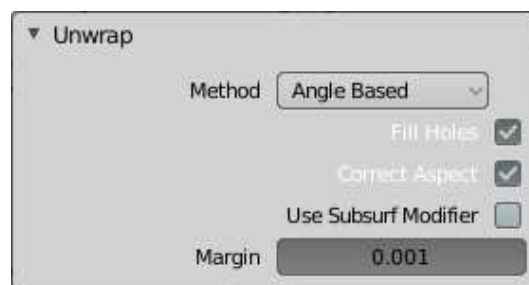 Unwrap
Method Angle Based
Fill Holes
Correct Aspect
Use Subsurf Modifier
Margin 0.001